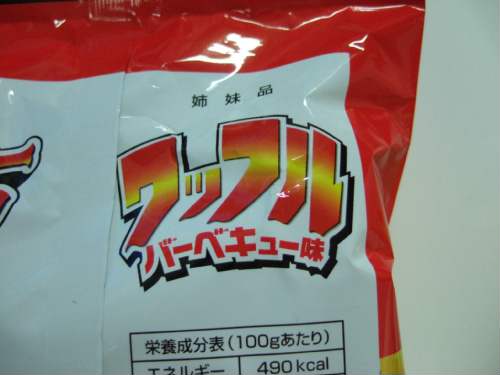 姉妹品
ワッフル
バーベキュー味
栄養成分表(100gあたり)
エネルギー 490kcal